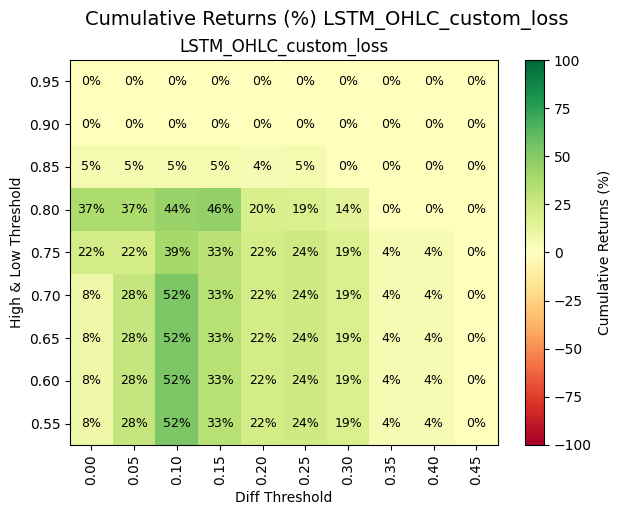 Cumulative Returns (%) LSTM_OHLC_custom_loss
LSTM_OHLC_custom_loss
High & Low Threshold
0.95 0% 0% 0% 0% 0% 0% 0% 0% 0% 0%
0.90 0% 0% 0% 0% 0% 0% 0% 0% 0% 0%
0.85 5% 5% 5% 5% 4% 5% 0% 0% 0% 0%
0.80 37% 37% 44% 46% 20% 19% 14% 0% 0% 0%
0.75 22% 22% 39% 33% 22% 24% 19% 4% 4% 0%
0.70 8% 28% 52% 33% 22% 24% 19% 4% 4% 0%
0.65 8% 28% 52% 33% 22% 24% 19% 4% 4% 0%
0.60 8% 28% 52% 33% 22% 24% 19% 4% 4% 0%
0.55 8% 28% 52% 33% 22% 24% 19% 4% 4% 0%
0.00 0.05 0.10 0.15 0.20 0.25 0.30 0.35 0.40 0.45
Diff Threshold
100
75
50
25
0
−25
−50
−75
−100
Cumulative Returns (%)